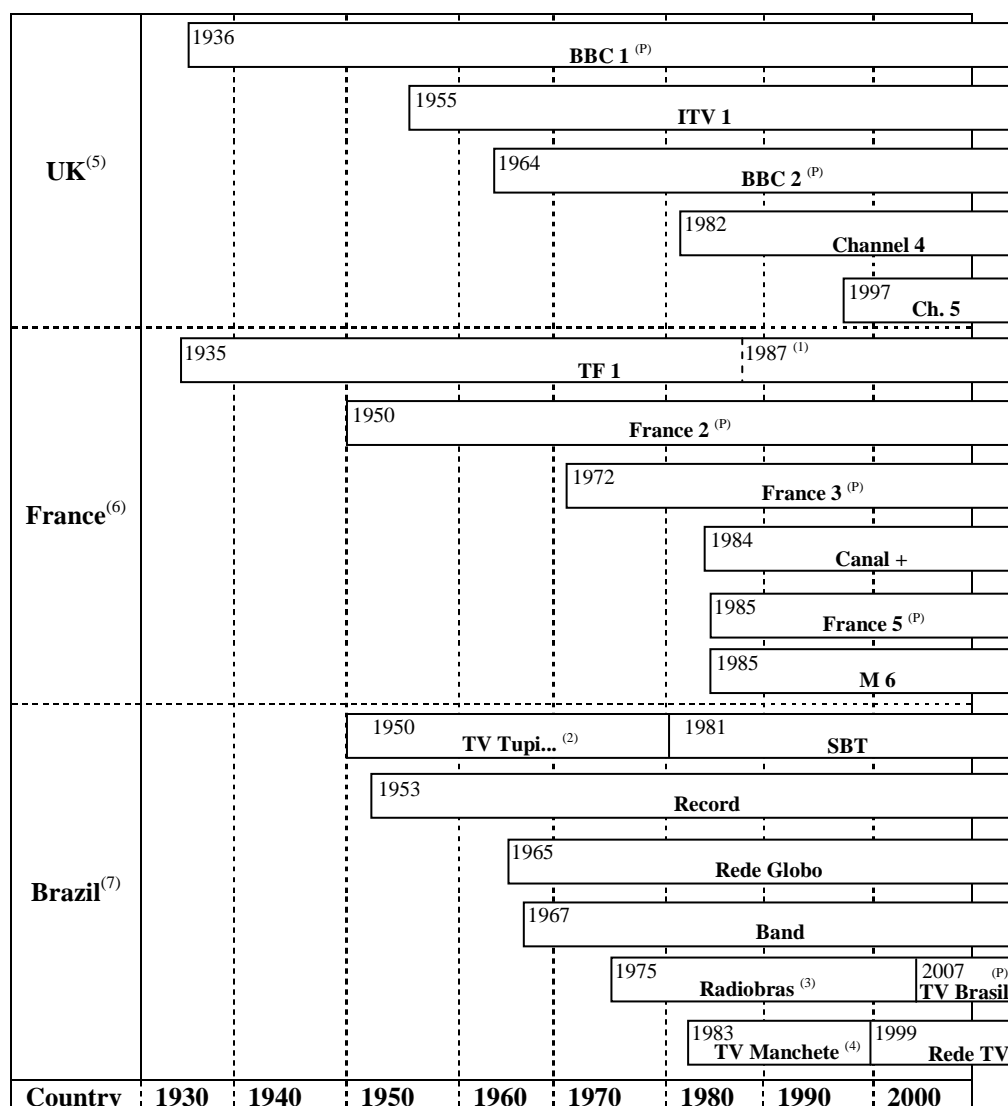 1936
BBC 1 (P)
1955
ITV 1
UK(5)
1964
BBC 2 (P)
1982
Channel 4
1997
Ch. 5
1935
1987 (1)
TF 1
1950
France 2 (P)
1972
France 3 (P)
France(6)
1984
Canal +
1985
France 5 (P)
1985
M 6
1950
TV Tupi... (2)
1981
SBT
1953
Record
1965
Rede Globo
Brazil(7)
1967
Band
1975
Radiobras (3)
2007 (P)
TV Brasil
1983
TV Manchete (4)
1999
Rede TV
Country 1930 1940 1950 1960 1970 1980 1990 2000